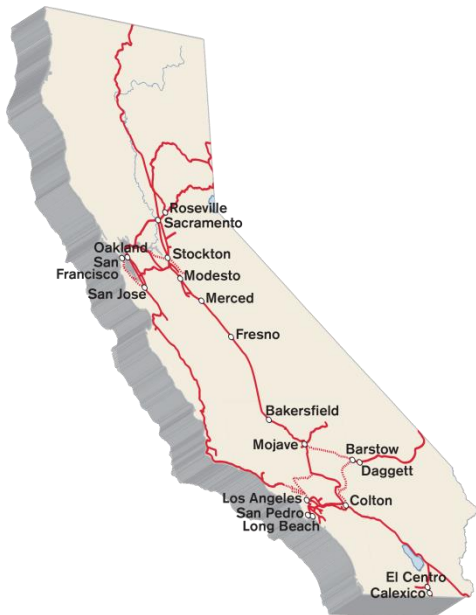 Roseville
Sacramento
Oakland
San
Francisco
Stockton
Modesto
San Jose
Merced
Fresno
Bakersfield
Mojave
Barstow
Daggett
Los Angeles
Colton
San Pedro
Long Beach
El Centro
Calexico